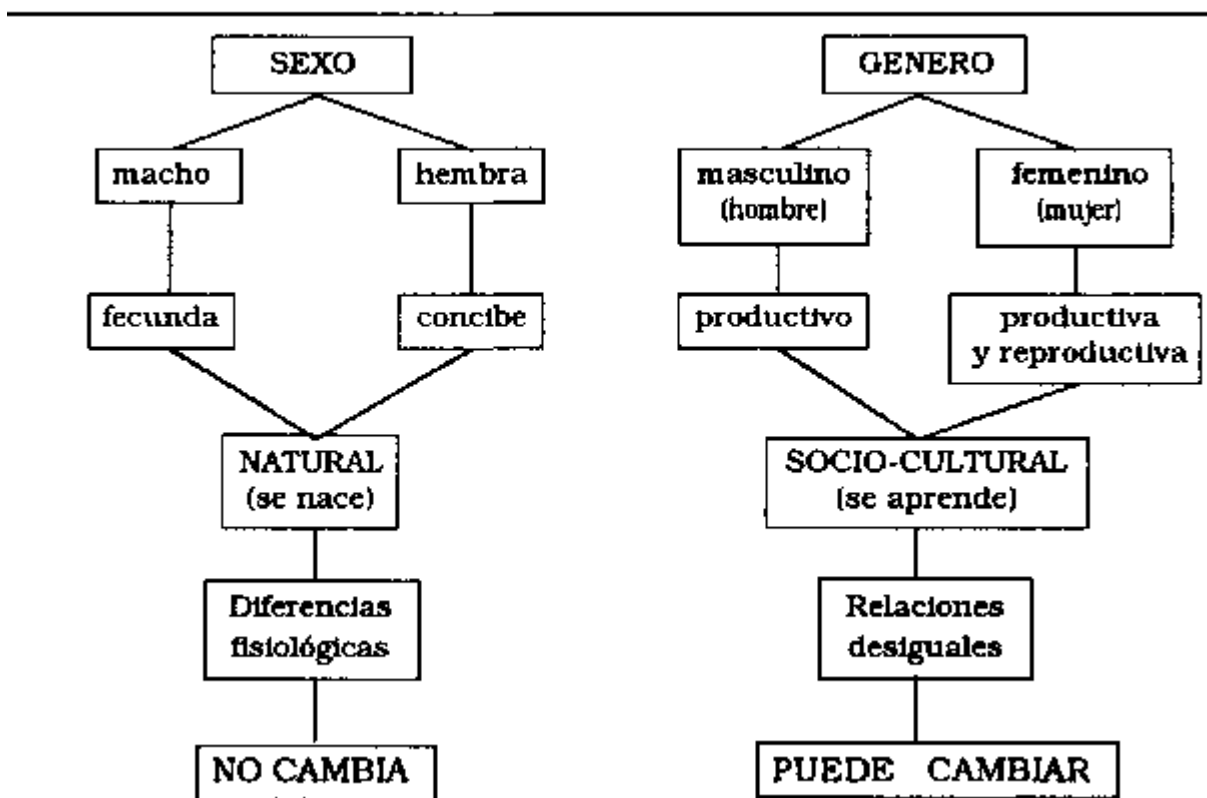 SEXO
macho
hembra
fecunda
concibe
NATURAL
(se nace)
Diferencias
fisiológicas
NO CAMBIA
GENERO
masculino
(hombre)
femenino
(mujer)
productivo
productiva
y reproductiva
SOCIO-CULTURAL
(se aprende)
Relaciones
desiguales
PUEDE CAMBIAR